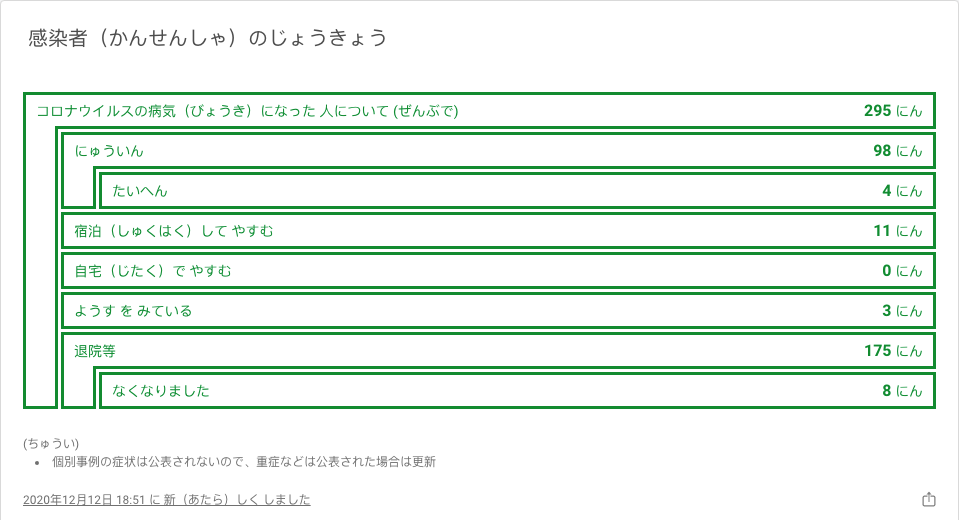 感染者（かんせんしゃ）のじょうきょう
コロナウイルスの病気（びょうき）になった 人について (ぜんぶで) 295 にん
にゅういん 98 にん
たいへん 4 にん
宿泊（しゅくはく）して やすむ 11 にん
自宅（じたく）で やすむ 0 にん
ようす を みている 3 にん
退院等 175 にん
なくなりました 8 にん
(ちゅうい)
• 個別事例の症状は公表されないので、重症などは公表された場合は更新
2020年12月12日 18:51 に 新（あたら）しく しました